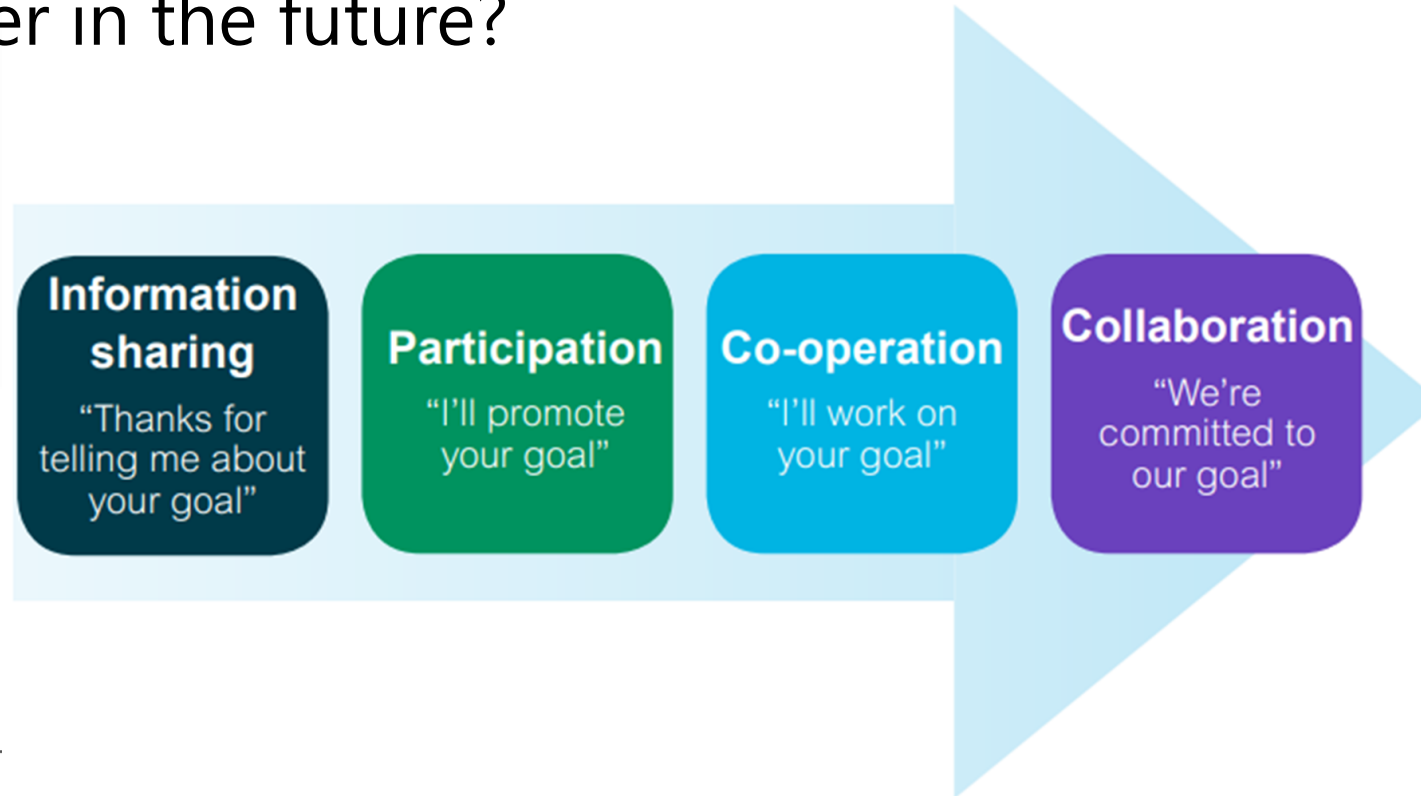 er in the future?
Information
sharing
“Thanks for
telling me about
your goal”
Participation
“I’ll promote
your goal”
Co-operation
“I’ll work on
your goal”
Collaboration
“We’re
committed to
our goal”